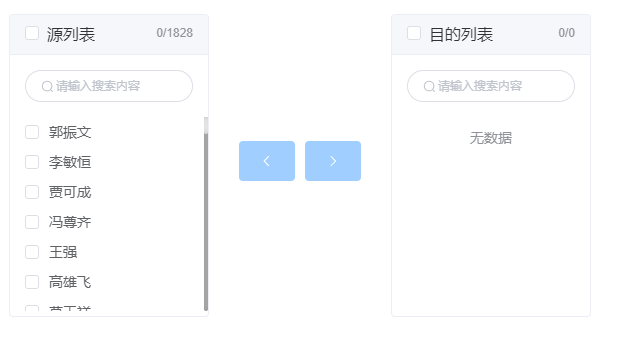 源列表 0/1828
请输入搜索内容
郭振文
李敏恒
贾可成
冯尊齐
王强
高雄飞
目的列表 0/0
请输入搜索内容
无数据